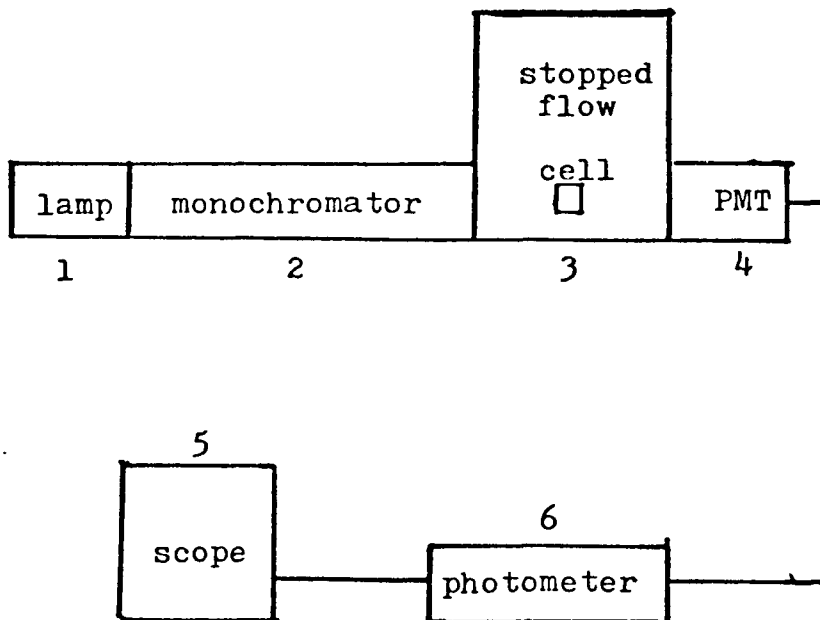 stopped
flow
cell
lamp
monochromator
PMT
1
2
3
4
5
scope
6
photometer